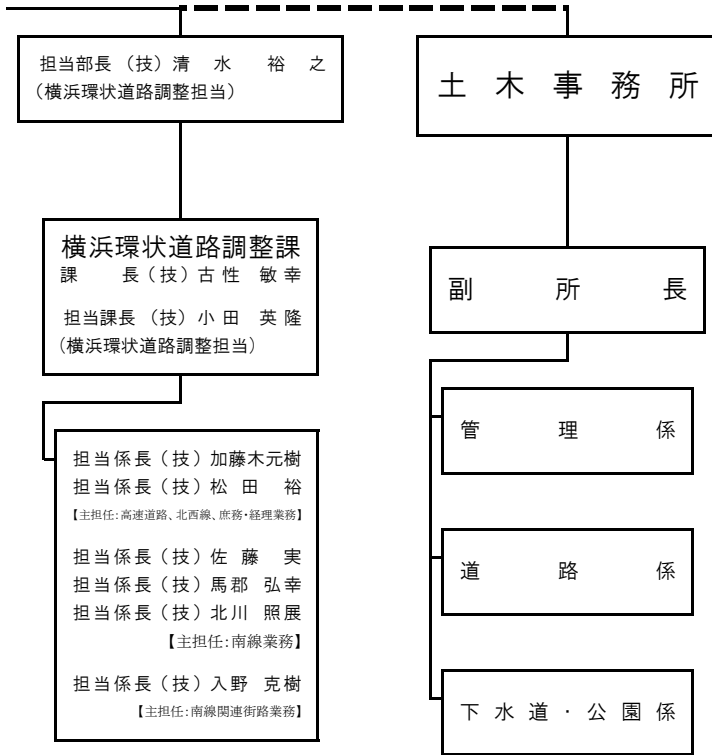 担当部長（技）清　水　　裕　之
（横浜環状道路調整担当）
横浜環状道路調整課
課　　長（技）古性　敏幸
担当課長（技）小田　英隆
（横浜環状道路調整担当）
担当係長（技）加藤木元樹
担当係長（技）松田　裕
【主担任:高速道路、北西線、庶務・経理業務】
担当係長（技）佐藤　実
担当係長（技）馬郡　弘幸
担当係長（技）北川　照展
【主担任:南線業務】
担当係長（技）入野　克樹
【主担任:南線関連街路業務】
土　木　事　務　所
副　所　長
管　理　係
道　路　係
下　水　道　・　公　園　係